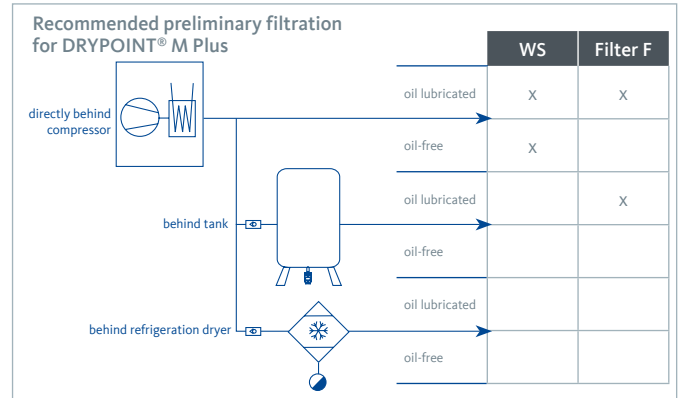 Recommended preliminary filtration
for DRYPOINT® M Plus
WS Filter F
directly behind
compressor
oil lubricated X X
oil-free X
behind tank
oil lubricated X
oil-free
behind refrigeration dryer
oil lubricated
oil-free